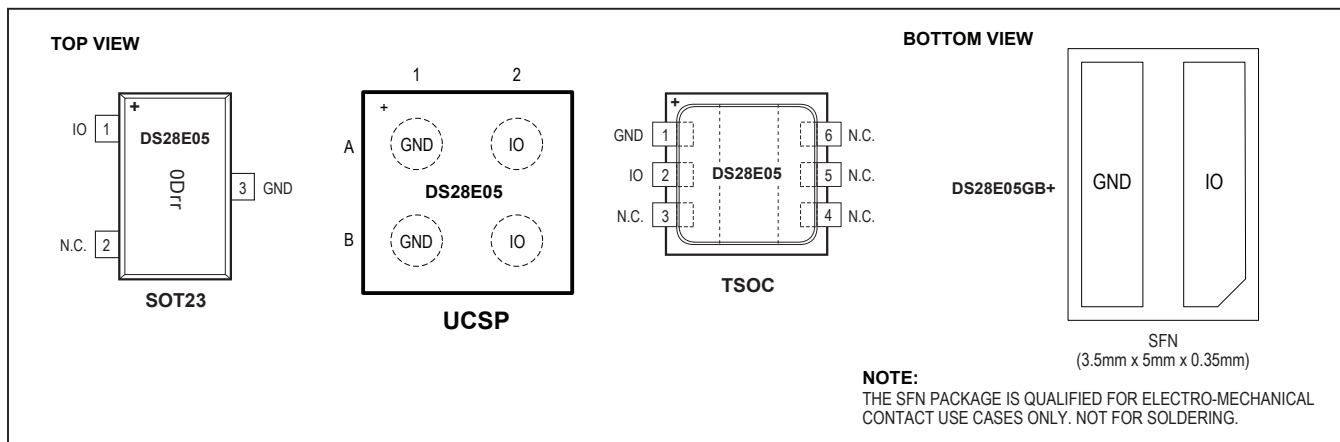 TOP VIEW
+
IO 1
DS28E05
0Drr
3 GND
N.C. 2
SOT23
1 2
+
A GND IO
DS28E05
B GND IO
UCSP
+
GND 1 6 N.C.
IO 2 DS28E05 5 N.C.
N.C. 3 4 N.C.
TSOC
BOTTOM VIEW
DS28E05GB+ GND IO
SFN
(3.5mm x 5mm x 0.35mm)
NOTE:
THE SFN PACKAGE IS QUALIFIED FOR ELECTRO-MECHANICAL
CONTACT USE CASES ONLY. NOT FOR SOLDERING.